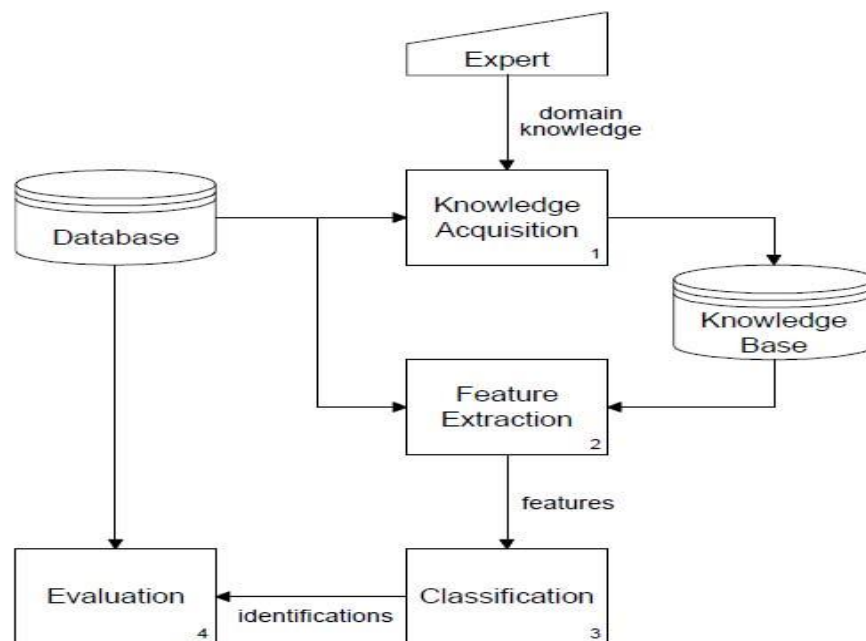 Expert
domain
knowledge
Database
Knowledge
Acquisition
1
Knowledge
Base
Feature
Extraction
2
features
Evaluation
4
identifications
Classification
3